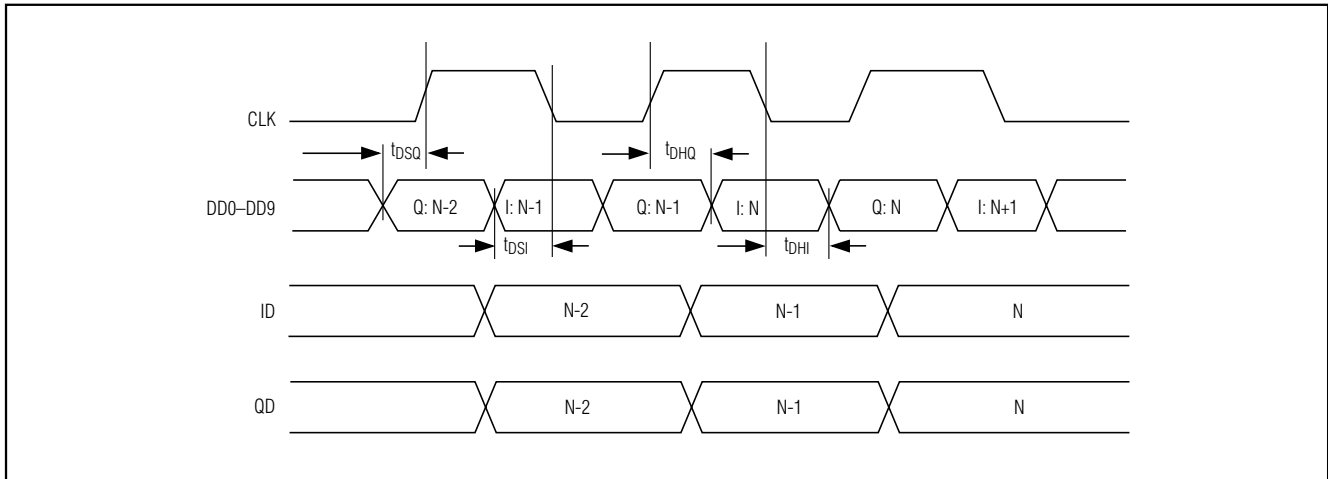 CLK
tDSQ
tDHQ
DD0–DD9
Q: N-2
I: N-1
Q: N-1
I: N
Q: N
I: N+1
tDSI
tDHI
ID
N-2
N-1
N
QD
N-2
N-1
N